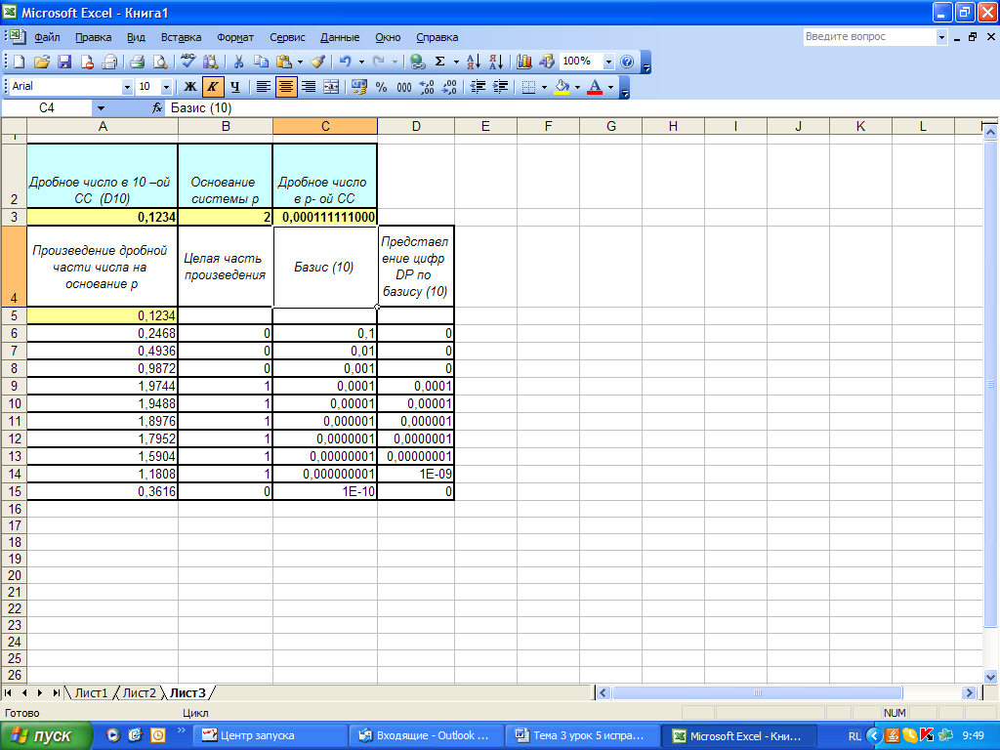 Microsoft Excel - Книга1
Файл Правка Вид Вставка Формат Сервис Данные Окно Справка
Введите вопрос
100%
Arial 10 Ж К Ч % 000
C4 fx Базис (10)
A B C D E F G H I J K L
2 Дробное число в 10 –ой СС (D10) Основание системы р Дробное число в р- ой СС
3 0,1234 2 0,000111111000
4 Произведение дробной части числа на основание р Целая часть произведения Базис (10) Представл ение цифр DP по базису (10)
5 0,1234
6 0,2468 0 0,1 0
7 0,4936 0 0,01 0
8 0,9872 0 0,001 0
9 1,9744 1 0,0001 0,0001
10 1,9488 1 0,00001 0,00001
11 1,8976 1 0,000001 0,000001
12 1,7952 1 0,0000001 0,0000001
13 1,5904 1 0,00000001 0,00000001
14 1,1808 1 0,000000001 1E-09
15 0,3616 0 1E-10 0
16
17
18
19
20
21
22
23
24
25
26
Лист1 Лист2 Лист3
Готово Цикл NUM
пуск Центр запуска Входящие - Outlook ... Тема 3 урок 5 испра... Microsoft Excel - Кни... RL 9:49